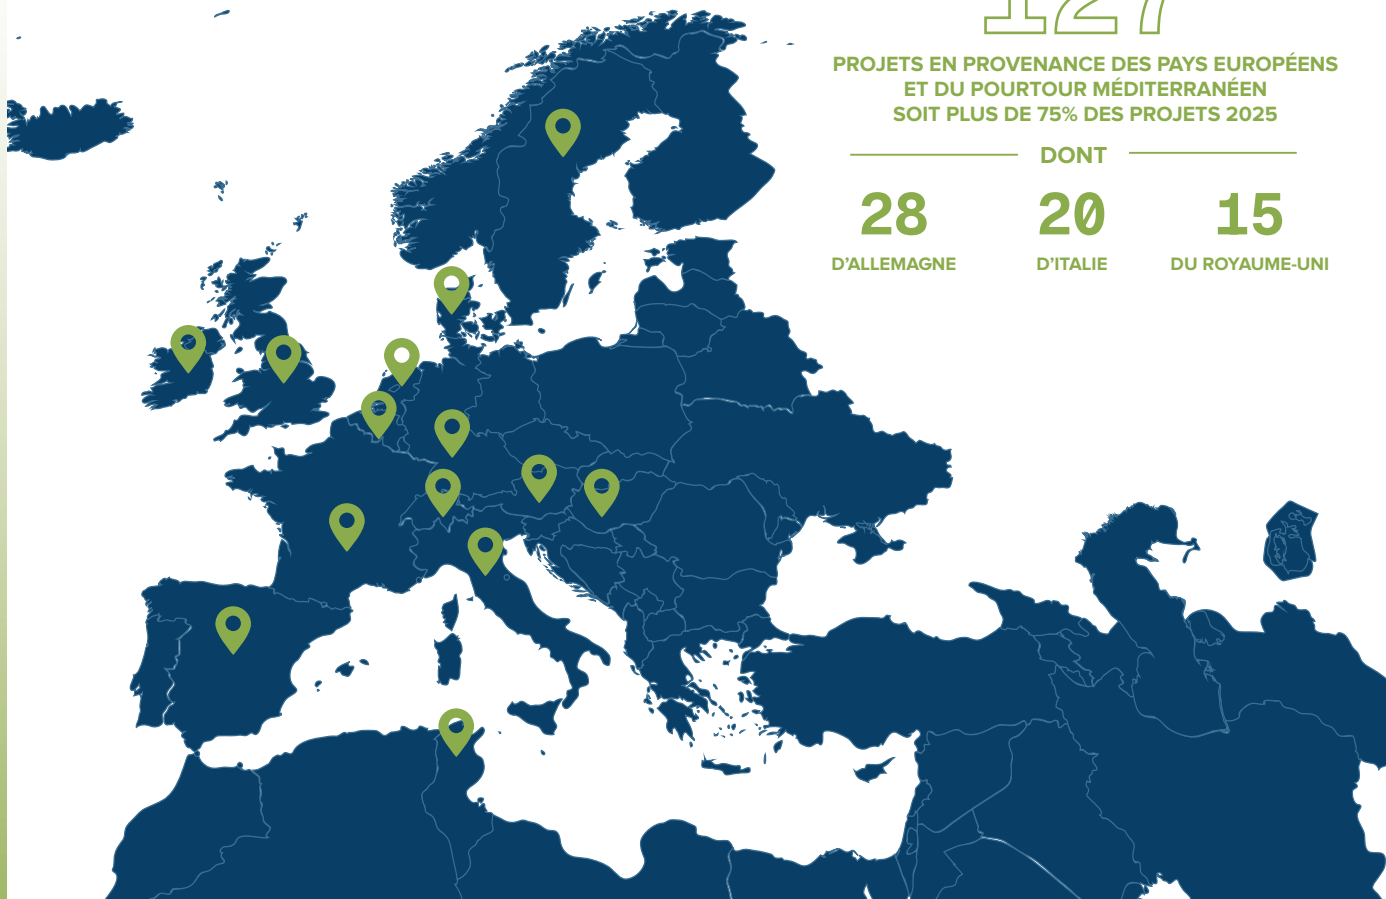 127
PROJETS EN PROVENANCE DES PAYS EUROPÉENS
ET DU POURTOUR MÉDITERRANÉEN
SOIT PLUS DE 75% DES PROJETS 2025
DONT
28 20 15
D'ALLEMAGNE D'ITALIE DU ROYAUME-UNI